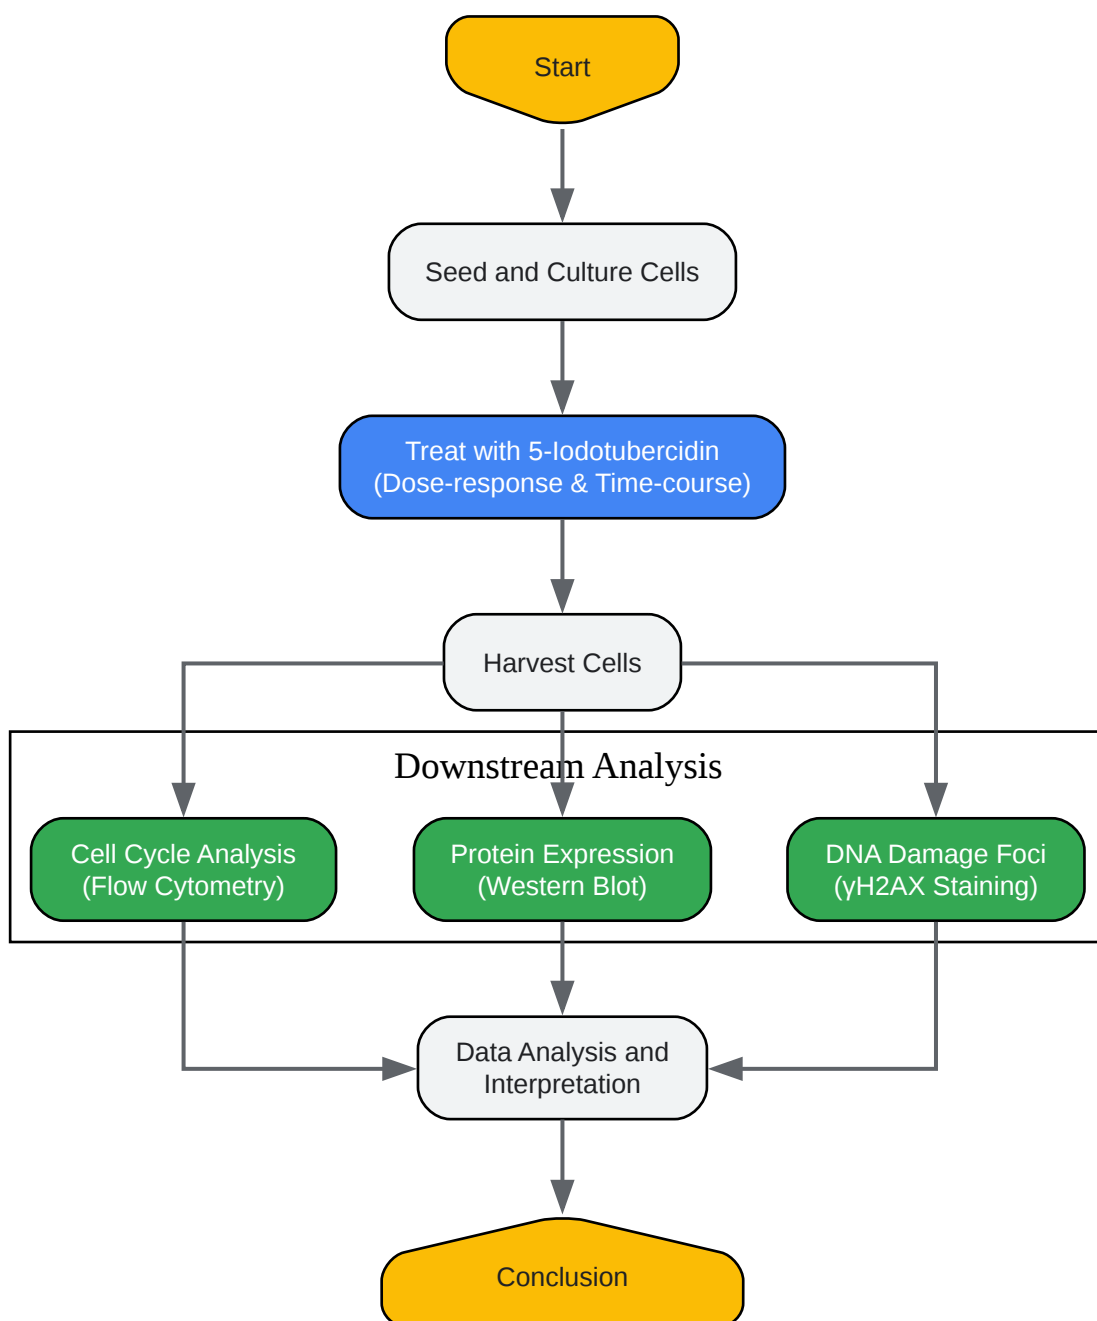 Start
Seed and Culture Cells
Treat with 5-Iodotubercidin
(Dose-response & Time-course)
Harvest Cells
Downstream Analysis
Cell Cycle Analysis
(Flow Cytometry)
Protein Expression
(Western Blot)
DNA Damage Foci
(γH2AX Staining)
Data Analysis and
Interpretation
Conclusion